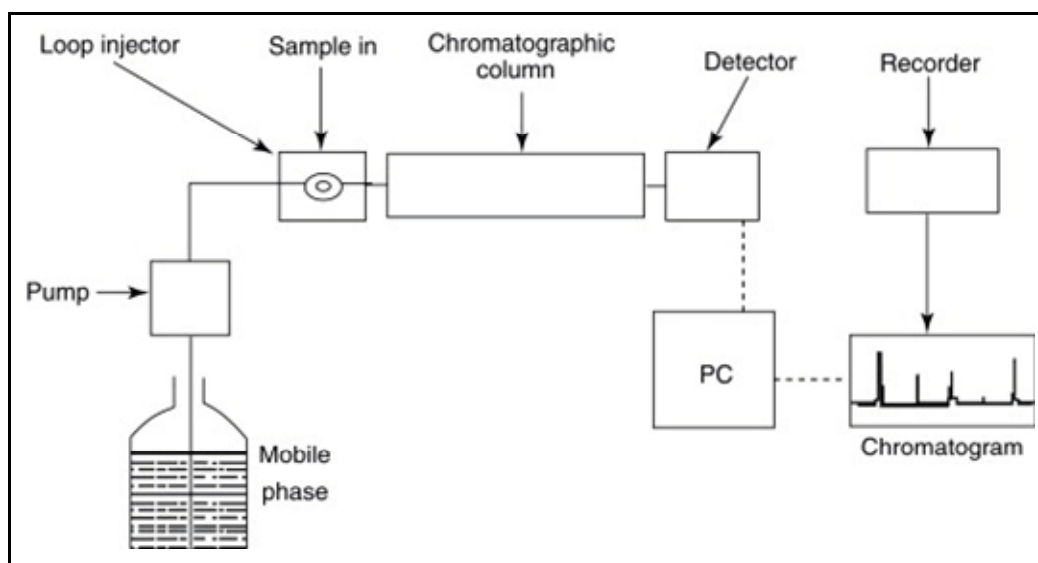 Loop injector
Sample in
Chromatographic
column
Detector
Recorder
Pump
PC
Mobile
phase
Chromatogram